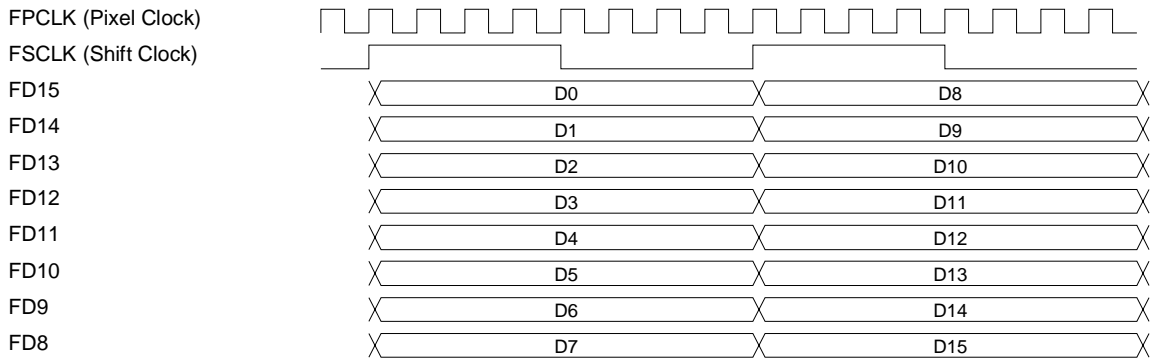 FPCLK (Pixel Clock)
FSCLK (Shift Clock)
FD15 D0 D8
FD14 D1 D9
FD13 D2 D10
FD12 D3 D11
FD11 D4 D12
FD10 D5 D13
FD9 D6 D14
FD8 D7 D15